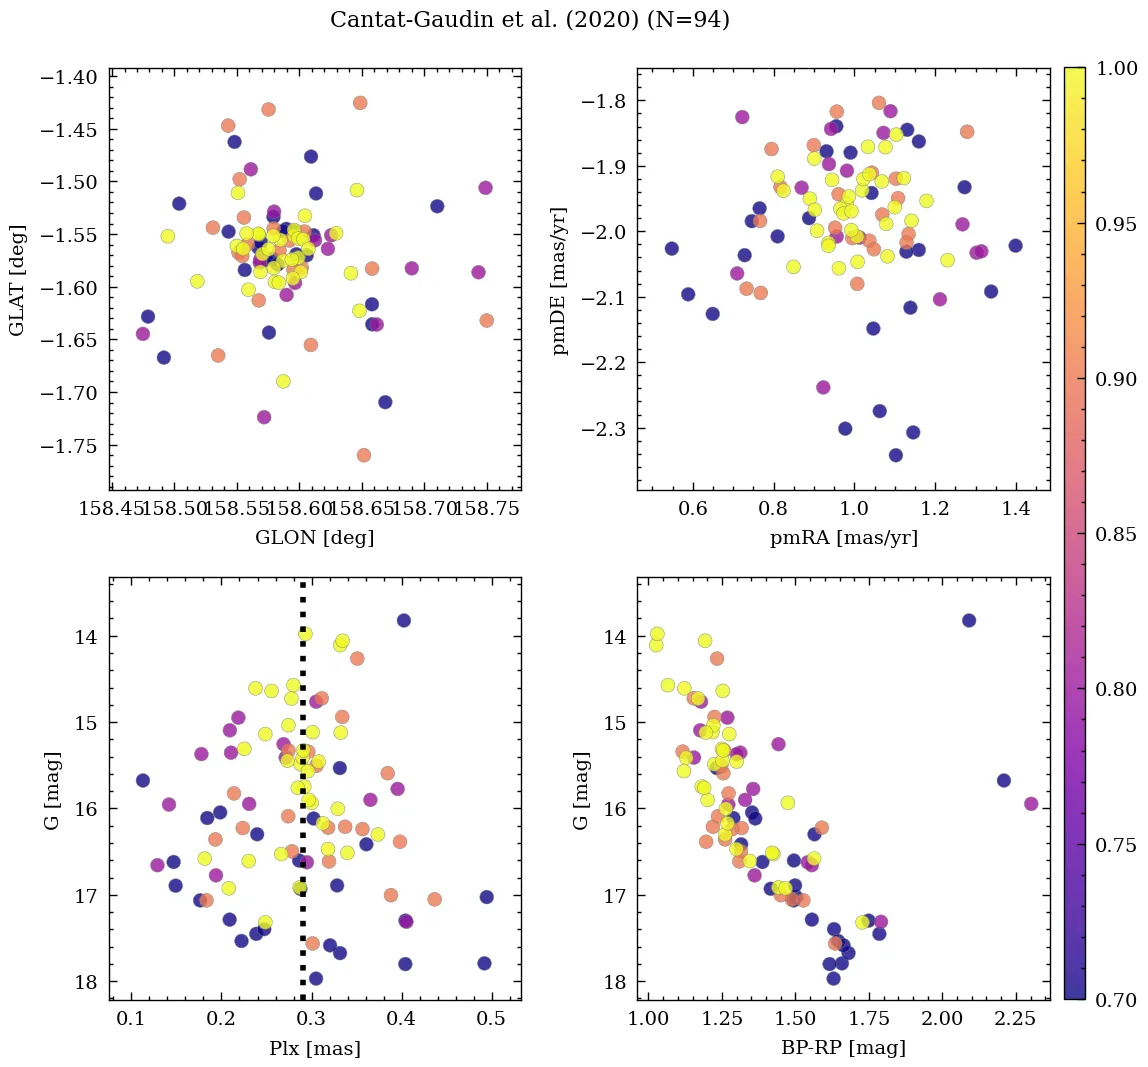 Cantat-Gaudin et al. (2020) (N=94)
−1.40
−1.45
−1.50
−1.55
−1.60
−1.65
−1.70
−1.75
GLAT [deg]
158.45 158.50 158.55 158.60 158.65 158.70 158.75
GLON [deg]
−1.8
−1.9
−2.0
−2.1
−2.2
−2.3
pmDE [mas/yr]
0.6 0.8 1.0 1.2 1.4
pmRA [mas/yr]
14
15
16
17
18
G [mag]
0.1 0.2 0.3 0.4 0.5
Plx [mas]
14
15
16
17
18
G [mag]
1.00 1.25 1.50 1.75 2.00 2.25
BP-RP [mag]
1.00
0.95
0.90
0.85
0.80
0.75
0.70